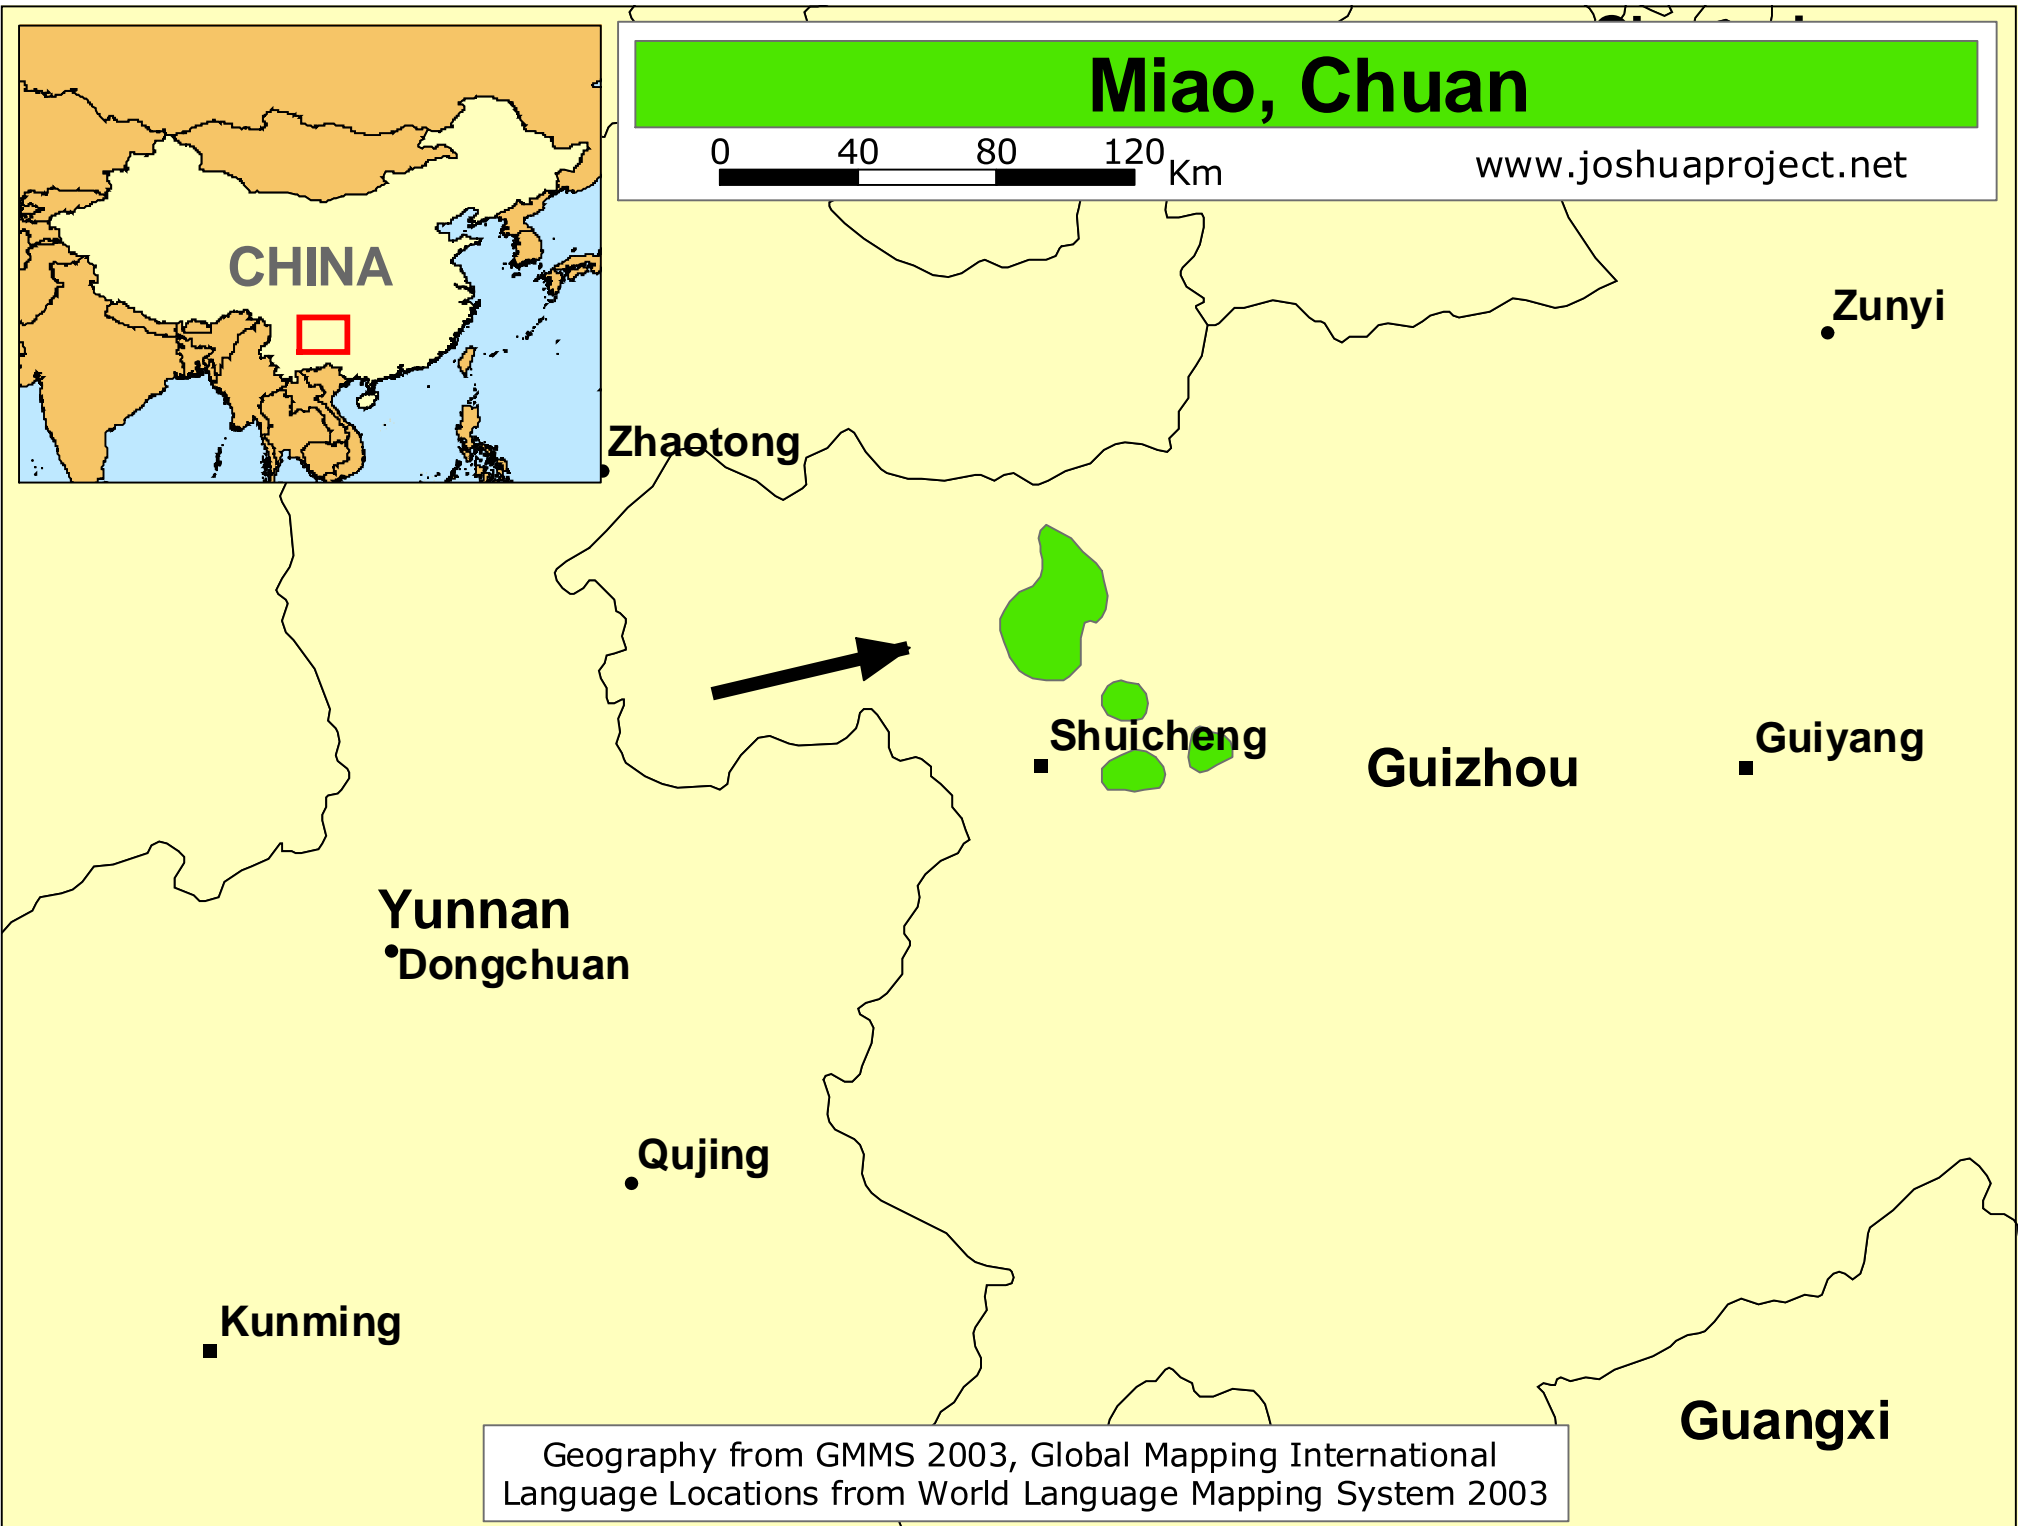 Miao, Chuan
0 40 80 120 Km
www.joshuaproject.net
CHINA
Zunyi
Zhaotong
Shuicheng
Guizhou
Guiyang
Yunnan
Dongchuan
Qujing
Kunming
Guangxi
Geography from GMMS 2003, Global Mapping International
Language Locations from World Language Mapping System 2003